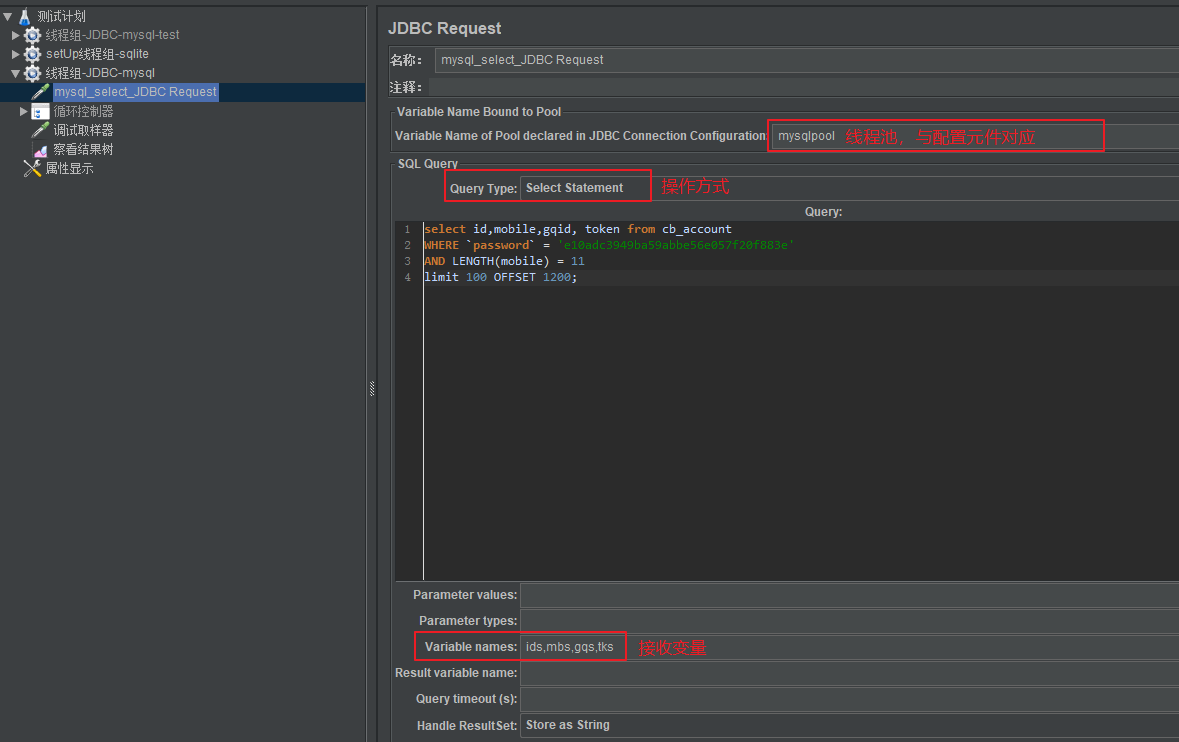 测试计划
线程组-JDBC-mysql-test
setUp线程组-sqlite
线程组-JDBC-mysql
mysql_select_JDBC Request
循环控制器
调试取样器
察看结果树
属性显示
JDBC Request
名称: mysql_select_JDBC Request
注释:
Variable Name Bound to Pool
Variable Name of Pool declared in JDBC Connection Configuration: mysqlpool 线程池，与配置元件对应
SQL Query
Query Type: Select Statement 操作方式
Query:
1 select id,mobile,gqid, token from cb_account
2 WHERE `password` = 'e10adc3949ba59abbe56e057f20f883e'
3 AND LENGTH(mobile) = 11
4 limit 100 OFFSET 1200;
Parameter values:
Parameter types:
Variable names: ids,mbs,gqs,tks 接收变量
Result variable name:
Query timeout (s):
Handle ResultSet: Store as String